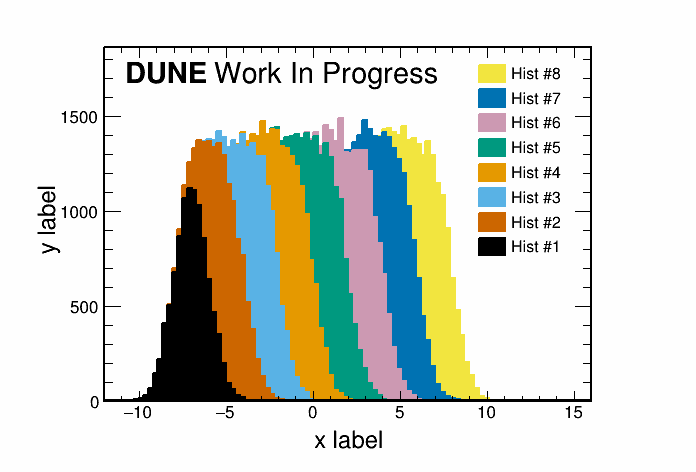 DUNE Work In Progress
Hist #8
Hist #7
Hist #6
Hist #5
Hist #4
Hist #3
Hist #2
Hist #1
y label
1500
1000
500
0
−10 −5 0 5 10 15
x label